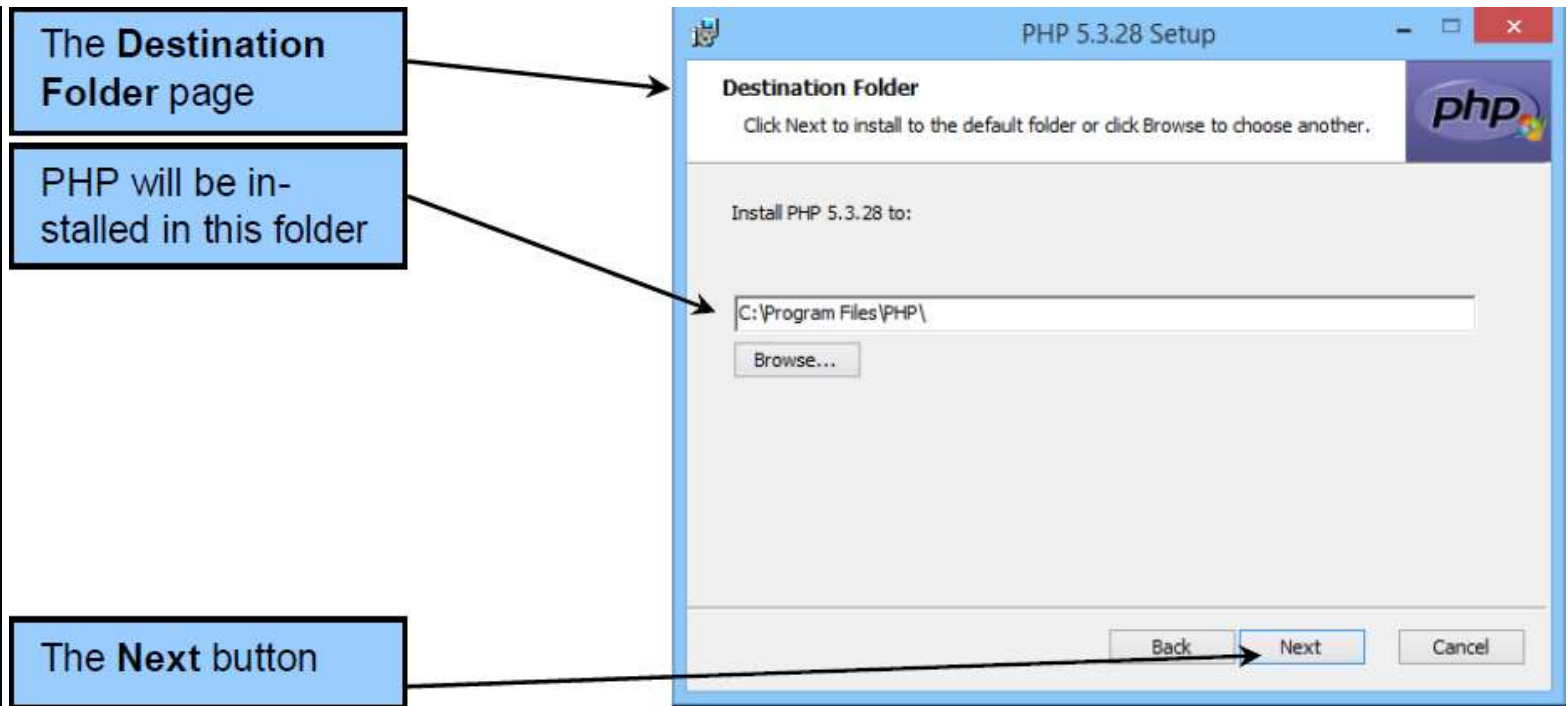 The Destination
Folder page
PHP will be in-
stalled in this folder
The Next button
PHP 5.3.28 Setup
Destination Folder
Click Next to install to the default folder or click Browse to choose another.
php
Install PHP 5.3.28 to:
C:\Program Files\PHP\
Browse...
Back Next Cancel